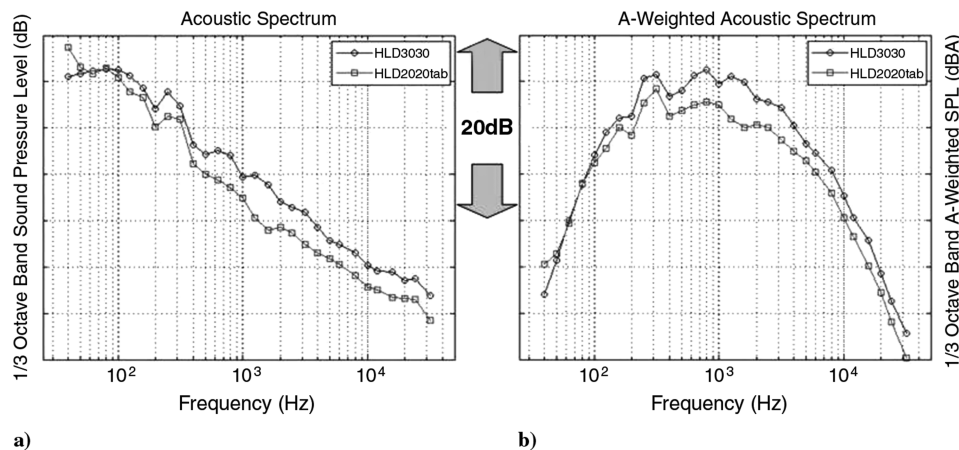 Acoustic Spectrum
1/3 Octave Band Sound Pressure Level (dB)
HLD3030
HLD2020tab
10²
10³
10⁴
Frequency (Hz)
a)
20dB
A-Weighted Acoustic Spectrum
HLD3030
HLD2020tab
1/3 Octave Band A-Weighted SPL (dBA)
10²
10³
10⁴
Frequency (Hz)
b)